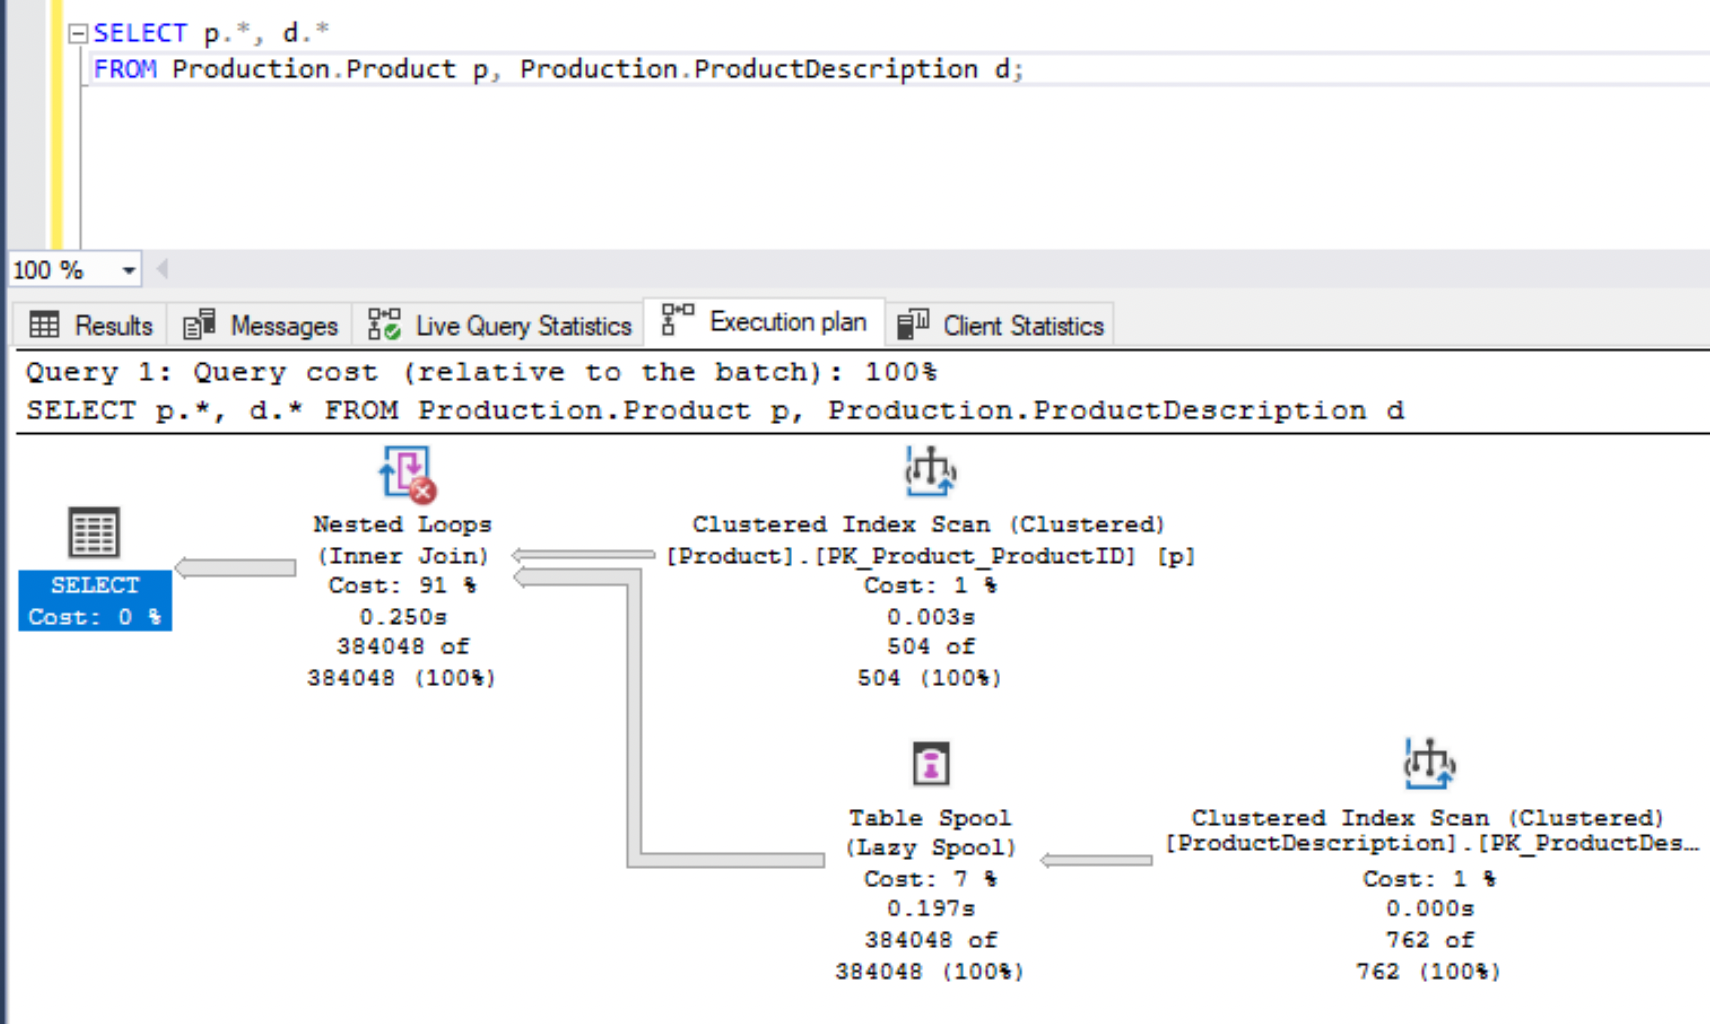 SELECT p.*, d.*
FROM Production.Product p, Production.ProductDescription d;
100 %
Results Messages Live Query Statistics Execution plan Client Statistics
Query 1: Query cost (relative to the batch): 100%
SELECT p.*, d.* FROM Production.Product p, Production.ProductDescription d
SELECT
Cost: 0 %
Nested Loops
(Inner Join)
Cost: 91 %
0.250s
384048 of
384048 (100%)
Clustered Index Scan (Clustered)
[Product].[PK_Product_ProductID] [p]
Cost: 1 %
0.003s
504 of
504 (100%)
Table Spool
(Lazy Spool)
Cost: 7 %
0.197s
384048 of
384048 (100%)
Clustered Index Scan (Clustered)
[ProductDescription].[PK_ProductDes…
Cost: 1 %
0.000s
762 of
762 (100%)